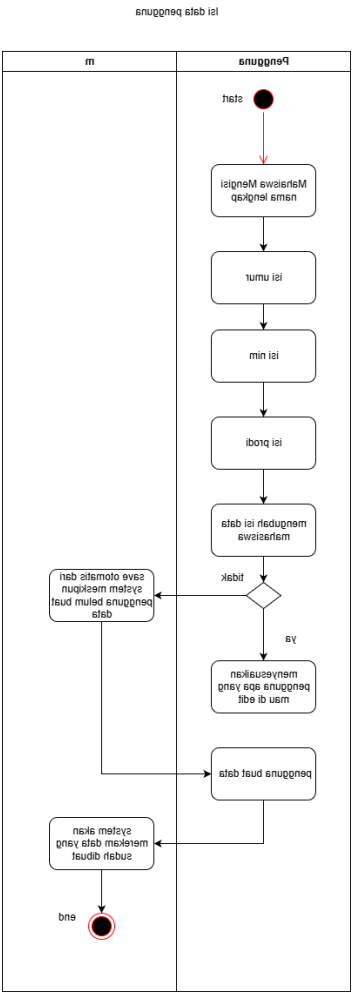 Isi data pengguna
Pengguna
m
start
Mahaiswa Mengisi
nama lengkap
isi umur
isi nim
isi prodi
mengubah isi data
mahasiswa
tidak
save otomatis dari
system meskipun
pengguna belum buat
data
ya
menyesuaikan
pengguna apa yang
mau di edit
pengguna buat data
system akan
merekam data yang
sudah dibuat
end